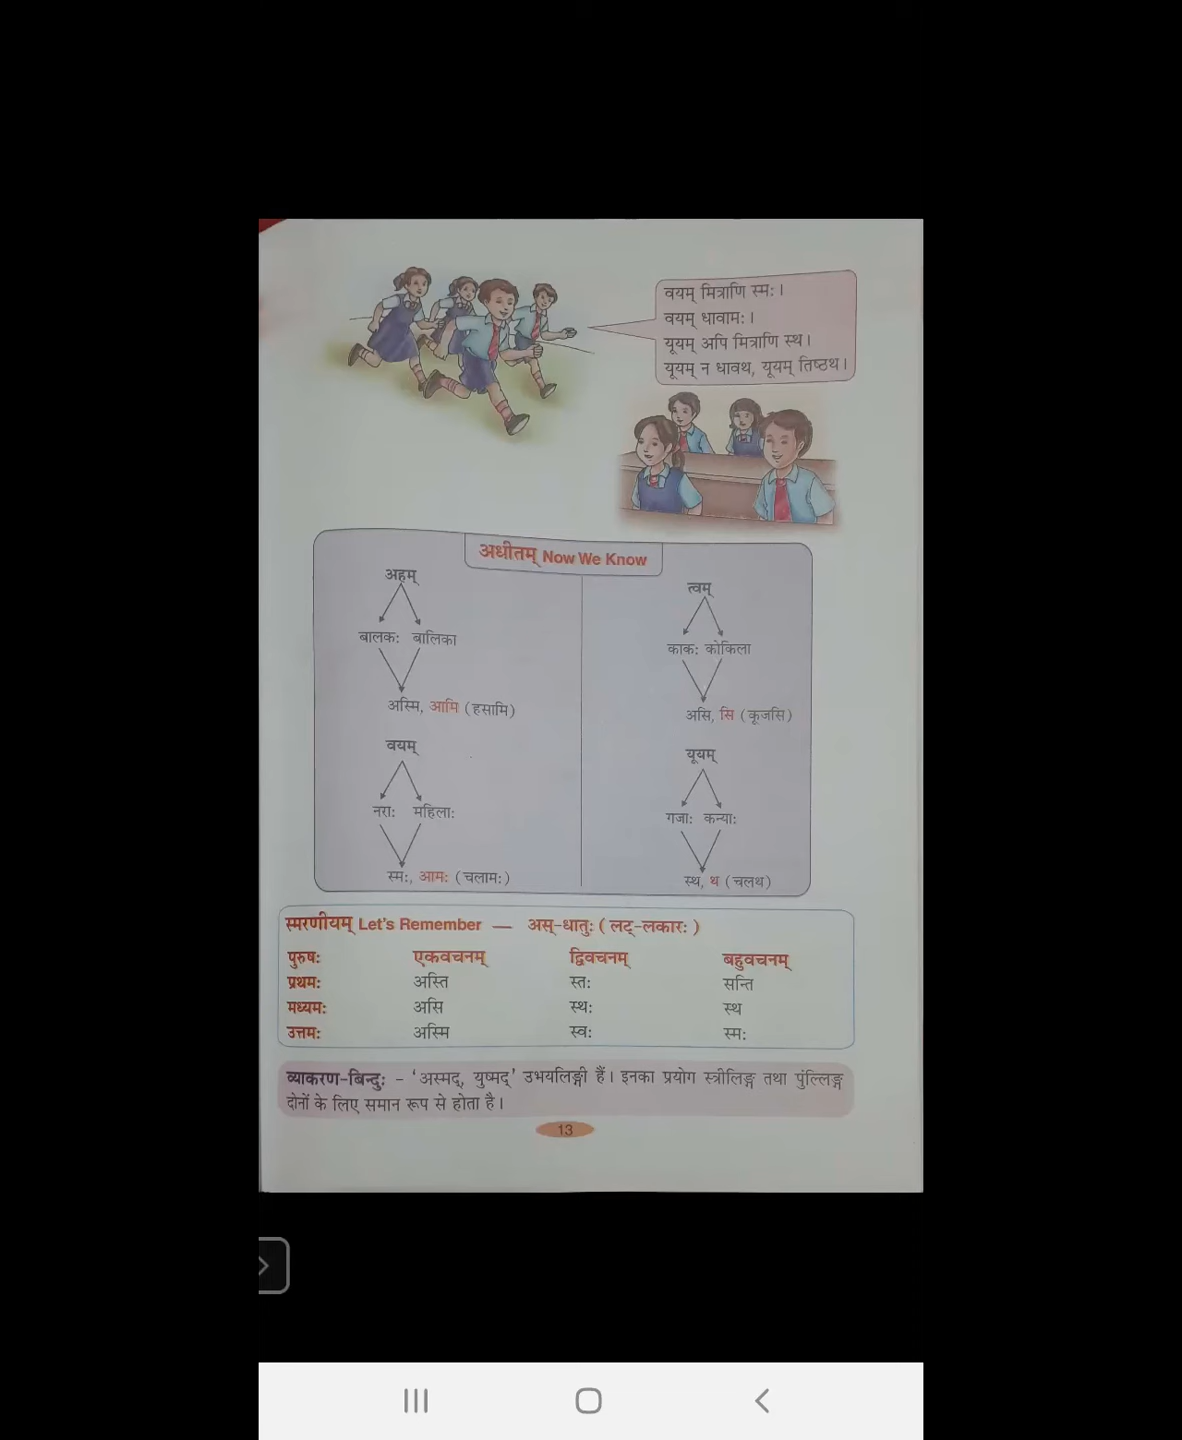 वयम् मित्राणि स्मः।
वयम् धावामः।
यूयम् अपि मित्राणि स्थ।
यूयम् न धावथ, यूयम् तिष्ठथ।
अधीतम् Now We Know
अहम्
बालकः बालिका
अस्मि, आमि (हसामि)
वयम्
नराः महिलाः
स्मः, आमः (चलामः)
त्वम्
काकः कोकिला
असि, सि (कूजसि)
यूयम्
गजाः कन्याः
स्थ, थ (चलथ)
स्मरणीयम् Let's Remember — अस्-धातुः (लट्-लकारः)
पुरुषः एकवचनम् द्विवचनम् बहुवचनम्
प्रथमः अस्ति स्तः सन्ति
मध्यमः असि स्थः स्थ
उत्तमः अस्मि स्वः स्मः
व्याकरण-बिन्दुः - 'अस्मद्, युष्मद्' उभयलिङ्गी हैं। इनका प्रयोग स्त्रीलिङ्ग तथा पुंल्लिङ्ग
दोनों के लिए समान रूप से होता है।
13